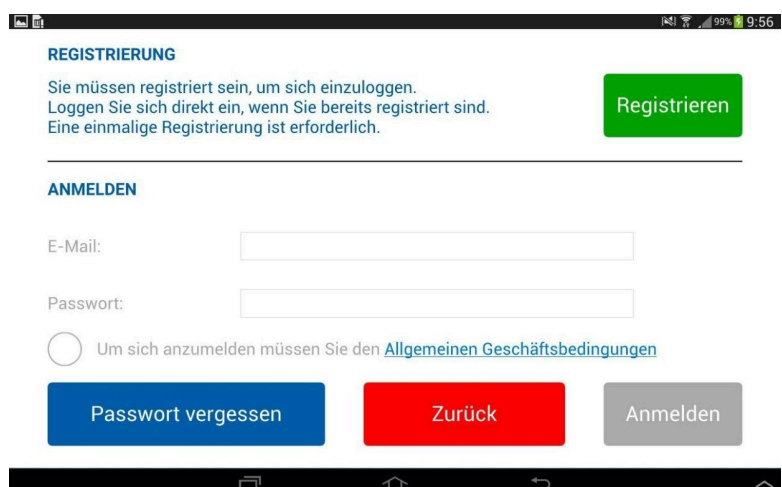 99% 9:56
REGISTRIERUNG
Sie müssen registriert sein, um sich einzuloggen.
Loggen Sie sich direkt ein, wenn Sie bereits registriert sind.
Eine einmalige Registrierung ist erforderlich.
Registrieren
ANMELDEN
E-Mail:
Passwort:
Um sich anzumelden müssen Sie den Allgemeinen Geschäftsbedingungen
Passwort vergessen
Zurück
Anmelden